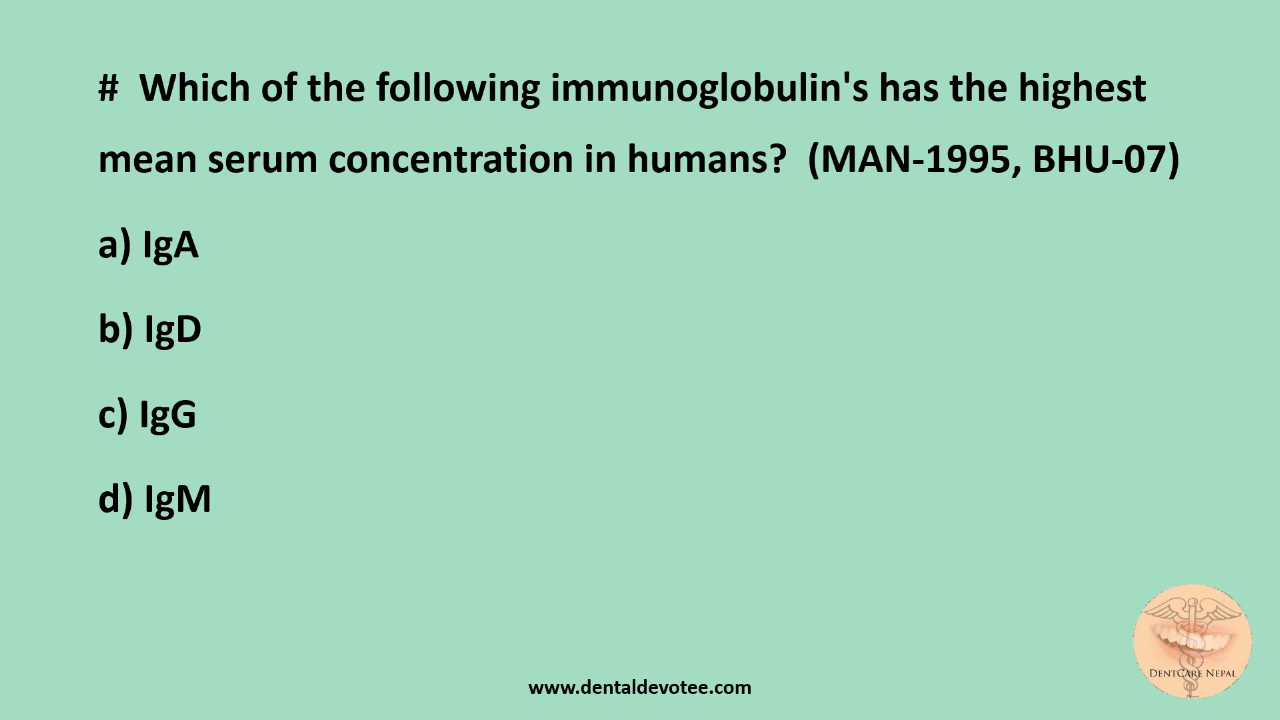 # Which of the following immunoglobulin's has the highest
mean serum concentration in humans? (MAN-1995, BHU-07)
a) IgA
b) IgD
c) IgG
d) IgM
DENTCARE NEPAL
www.dentaldevotee.com